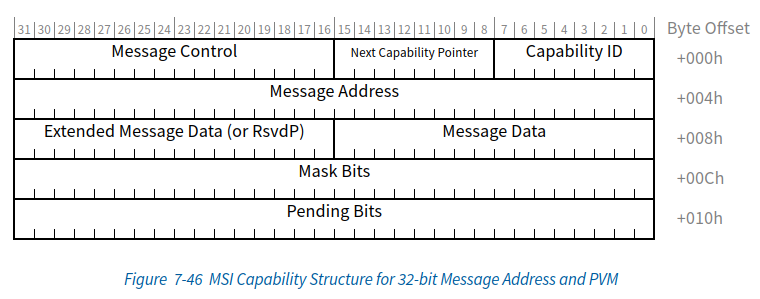 31 30 29 28 27 26 25 24 23 22 21 20 19 18 17 16 15 14 13 12 11 10 9 8 7 6 5 4 3 2 1 0 Byte Offset
Message Control Next Capability Pointer Capability ID +000h
Message Address +004h
Extended Message Data (or RsvdP) Message Data +008h
Mask Bits +00Ch
Pending Bits +010h
Figure 7-46 MSI Capability Structure for 32-bit Message Address and PVM